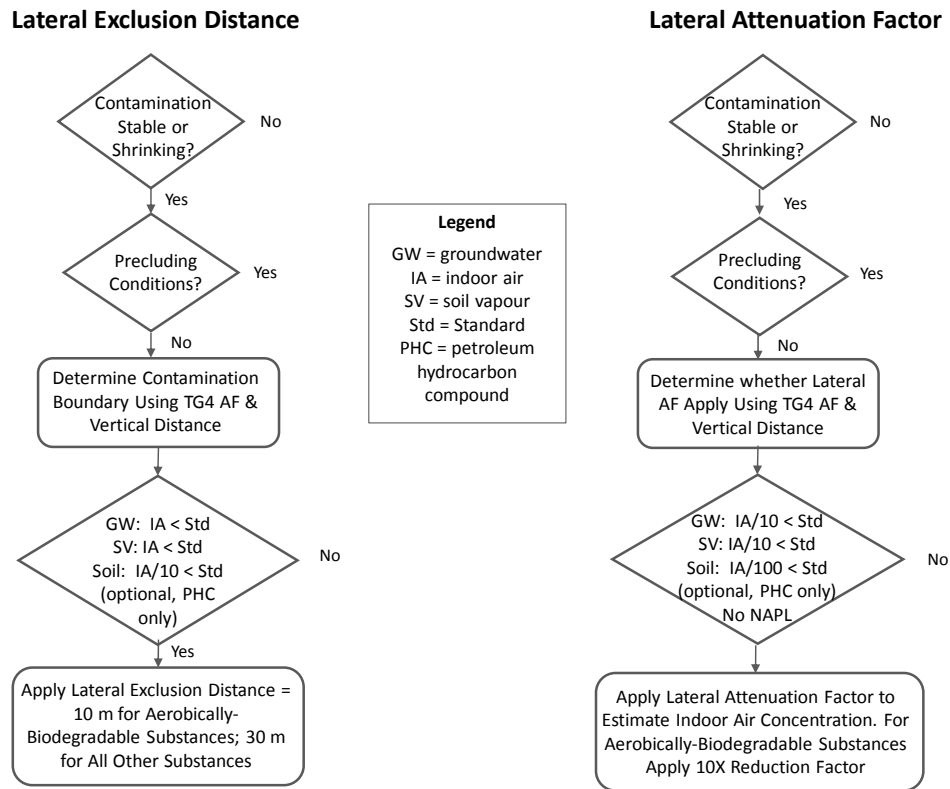 Lateral Exclusion Distance
Contamination
Stable or
Shrinking?
No
Yes
Precluding
Conditions?
Yes
No
Determine Contamination
Boundary Using TG4 AF &
Vertical Distance
GW:  IA < Std
SV: IA < Std
Soil:  IA/10 < Std
(optional, PHC
only)
No
Yes
Apply Lateral Exclusion Distance =
10 m for Aerobically-
Biodegradable Substances; 30 m
for All Other Substances
Legend
GW = groundwater
IA = indoor air
SV = soil vapour
Std = Standard
PHC = petroleum
hydrocarbon
compound
Lateral Attenuation Factor
Contamination
Stable or
Shrinking?
No
Yes
Precluding
Conditions?
Yes
No
Determine whether Lateral
AF Apply Using TG4 AF &
Vertical Distance
GW:  IA/10 < Std
SV: IA/10 < Std
Soil:  IA/100 < Std
(optional, PHC only)
No NAPL
No
Yes
Apply Lateral Attenuation Factor to
Estimate Indoor Air Concentration. For
Aerobically-Biodegradable Substances
Apply 10X Reduction Factor